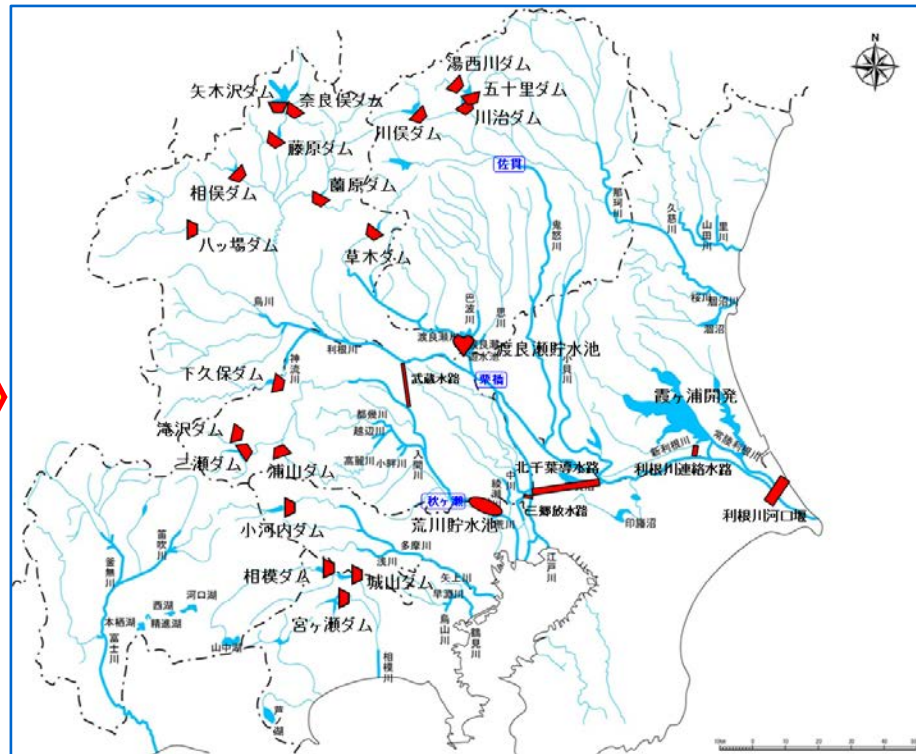 N
湯西川ダム
五十里ダム
川治ダム
川俣ダム
矢木沢ダム
奈良俣ダム
藤原ダム
相俣ダム
薗原ダム
八ッ場ダム
草木ダム
佐貫
那珂川
久慈川
山田川
里川
鬼怒川
桜川
涸沼川
涸沼
巴波川
思川
渡良瀬川
渡良瀬遊水池
渡良瀬貯水池
烏川
利根川
神流川
下久保ダム
武蔵水路
栗橋
小貝川
霞ヶ浦開発
新利根川
常陸利根川
利根川連絡水路
利根川河口堰
滝沢ダム
二瀬ダム
浦山ダム
都幾川
越辺川
高麗川
小畔川
入間川
秋ヶ瀬
荒川貯水池
綾瀬川
中川
北千葉導水路
三郷放水路
印旛沼
江戸川
小河内ダム
多摩川
浅川
相模ダム
城山ダム
宮ヶ瀬ダム
矢上川
早淵川
鳥山川
鶴見川
相模川
笛吹川
釜無川
西湖
河口湖
本栖湖
精進湖
富士川
山中湖
芦ノ湖
10km
0
10
20
30
40